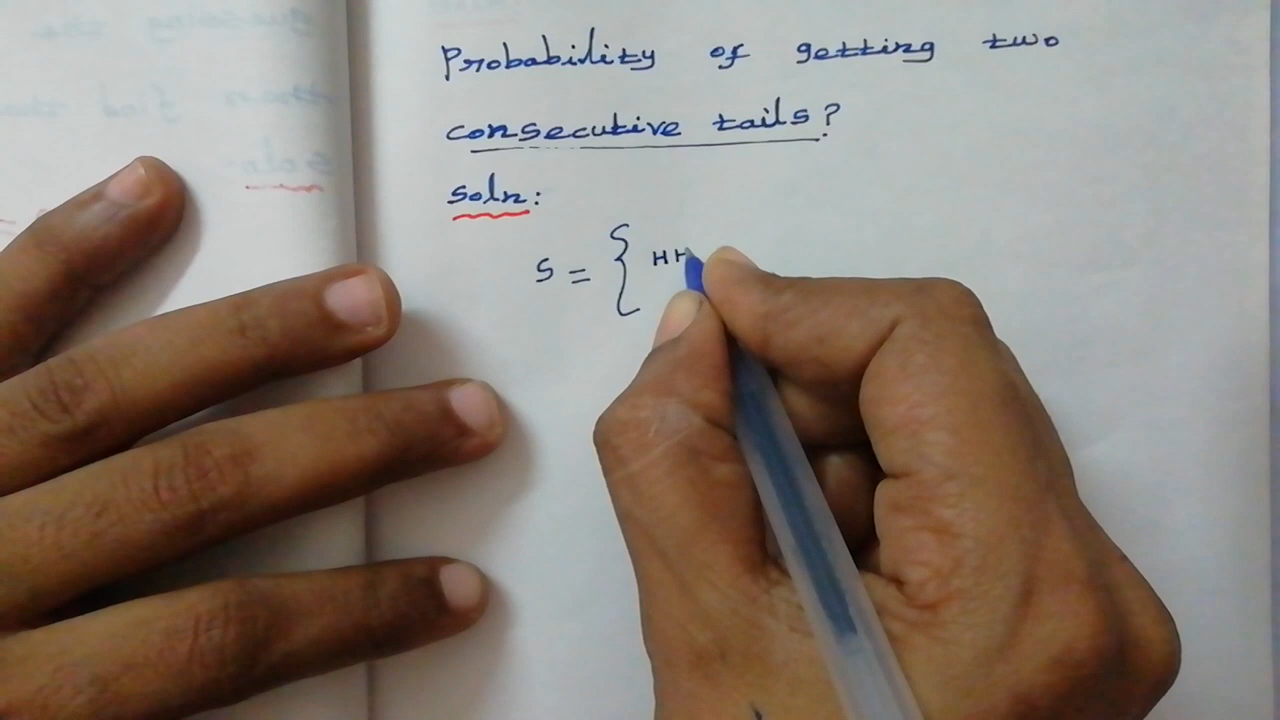 Probability of getting two
consecutive tails?
Soln:
S = { HH